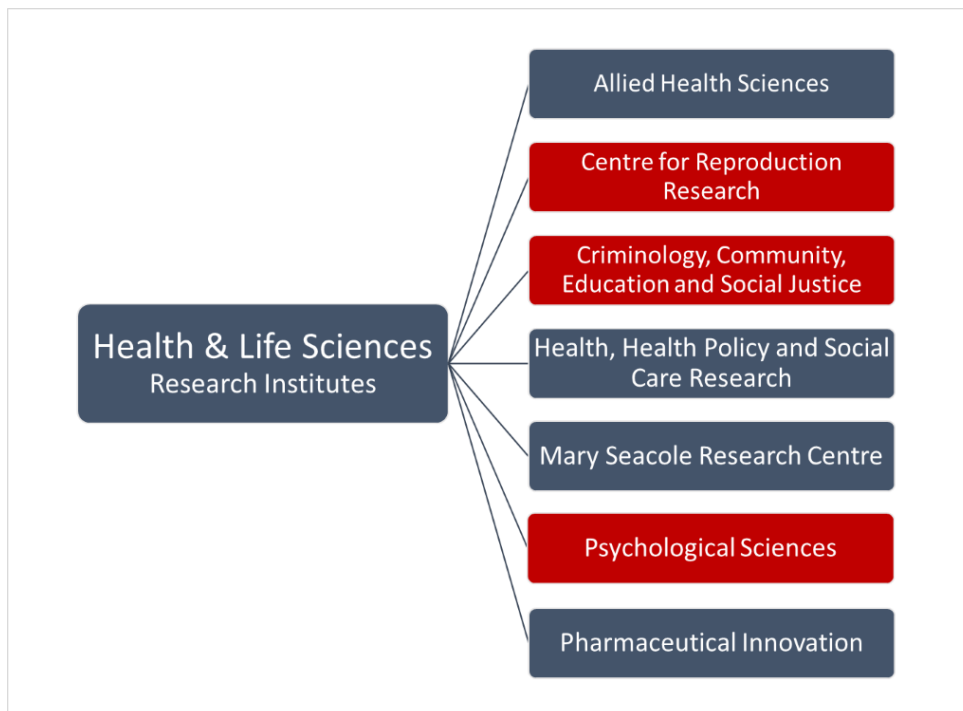 Allied Health Sciences
Centre for Reproduction
Research
Criminology, Community,
Education and Social Justice
Health & Life Sciences
Research Institutes
Health, Health Policy and Social
Care Research
Mary Seacole Research Centre
Psychological Sciences
Pharmaceutical Innovation